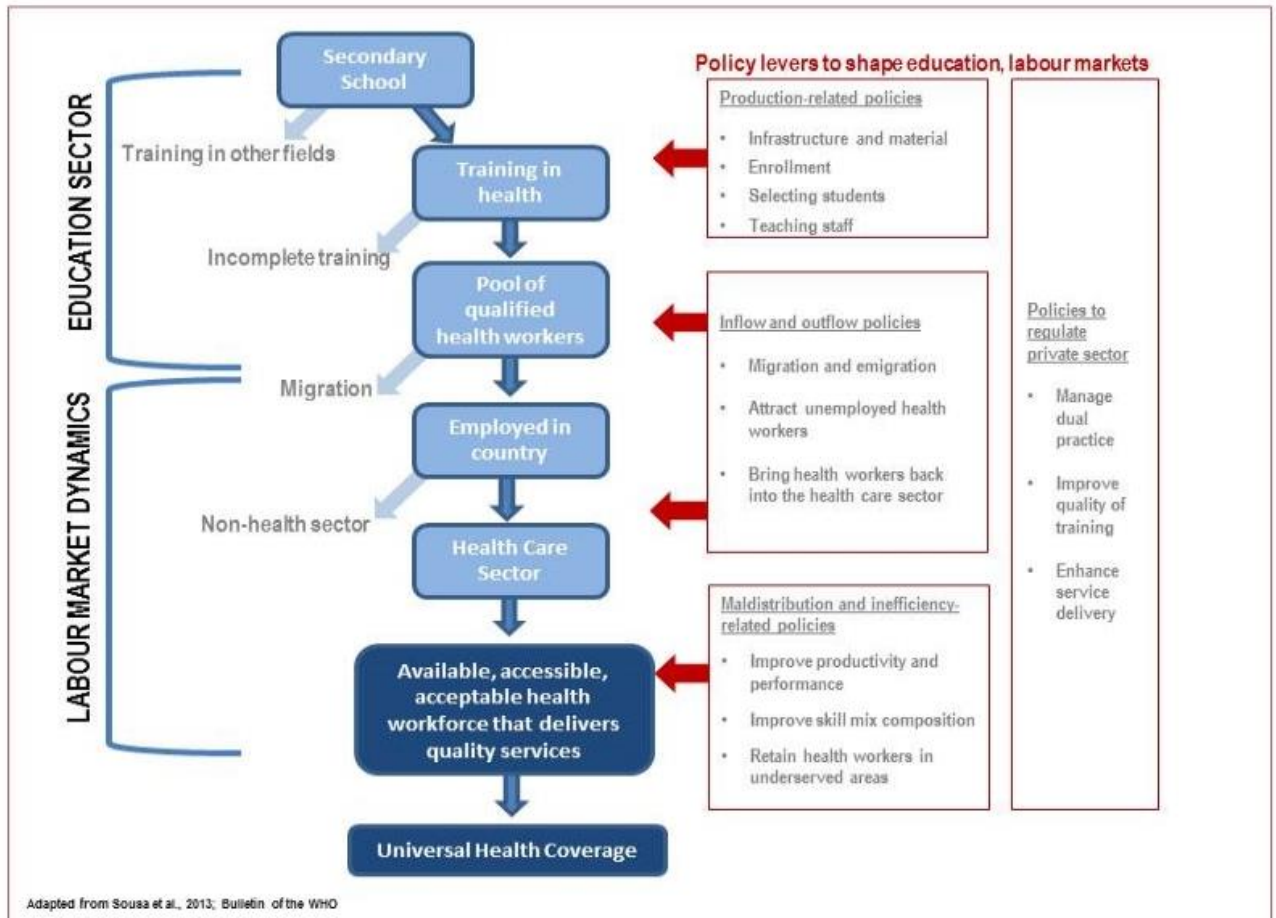 Secondary
School
Training in other fields
Training in
health
Incomplete training
Pool of
qualified
health workers
Migration
Employed in
country
Non-health sector
Health Care
Sector
Available, accessible,
acceptable health
workforce that delivers
quality services
Universal Health Coverage
EDUCATION SECTOR
LABOUR MARKET DYNAMICS
Policy levers to shape education, labour markets
Production-related policies
• Infrastructure and material
• Enrollment
• Selecting students
• Teaching staff
Inflow and outflow policies
• Migration and emigration
• Attract unemployed health
workers
• Bring health workers back
into the health care sector
Maldistribution and inefficiency-
related policies
• Improve productivity and
performance
• Improve skill mix composition
• Retain health workers in
underserved areas
Policies to
regulate
private sector
• Manage
dual
practice
• Improve
quality of
training
• Enhance
service
delivery
Adapted from Sousa et al., 2013; Bulletin of the WHO